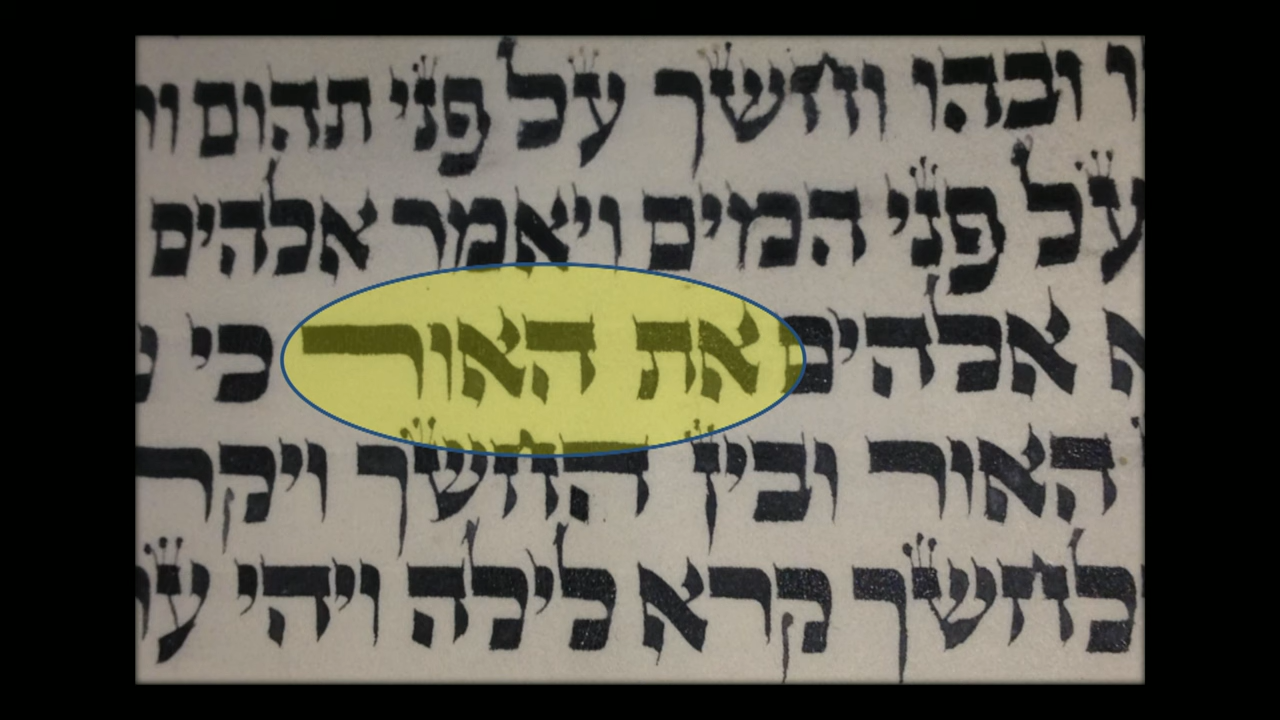 ו ובהו וחשך על פני תהום
על פני המים ויאמר אלהים
א אלהים את האור כי
האור ובין החשך ויקר
לחשך קרא לילה ויהי